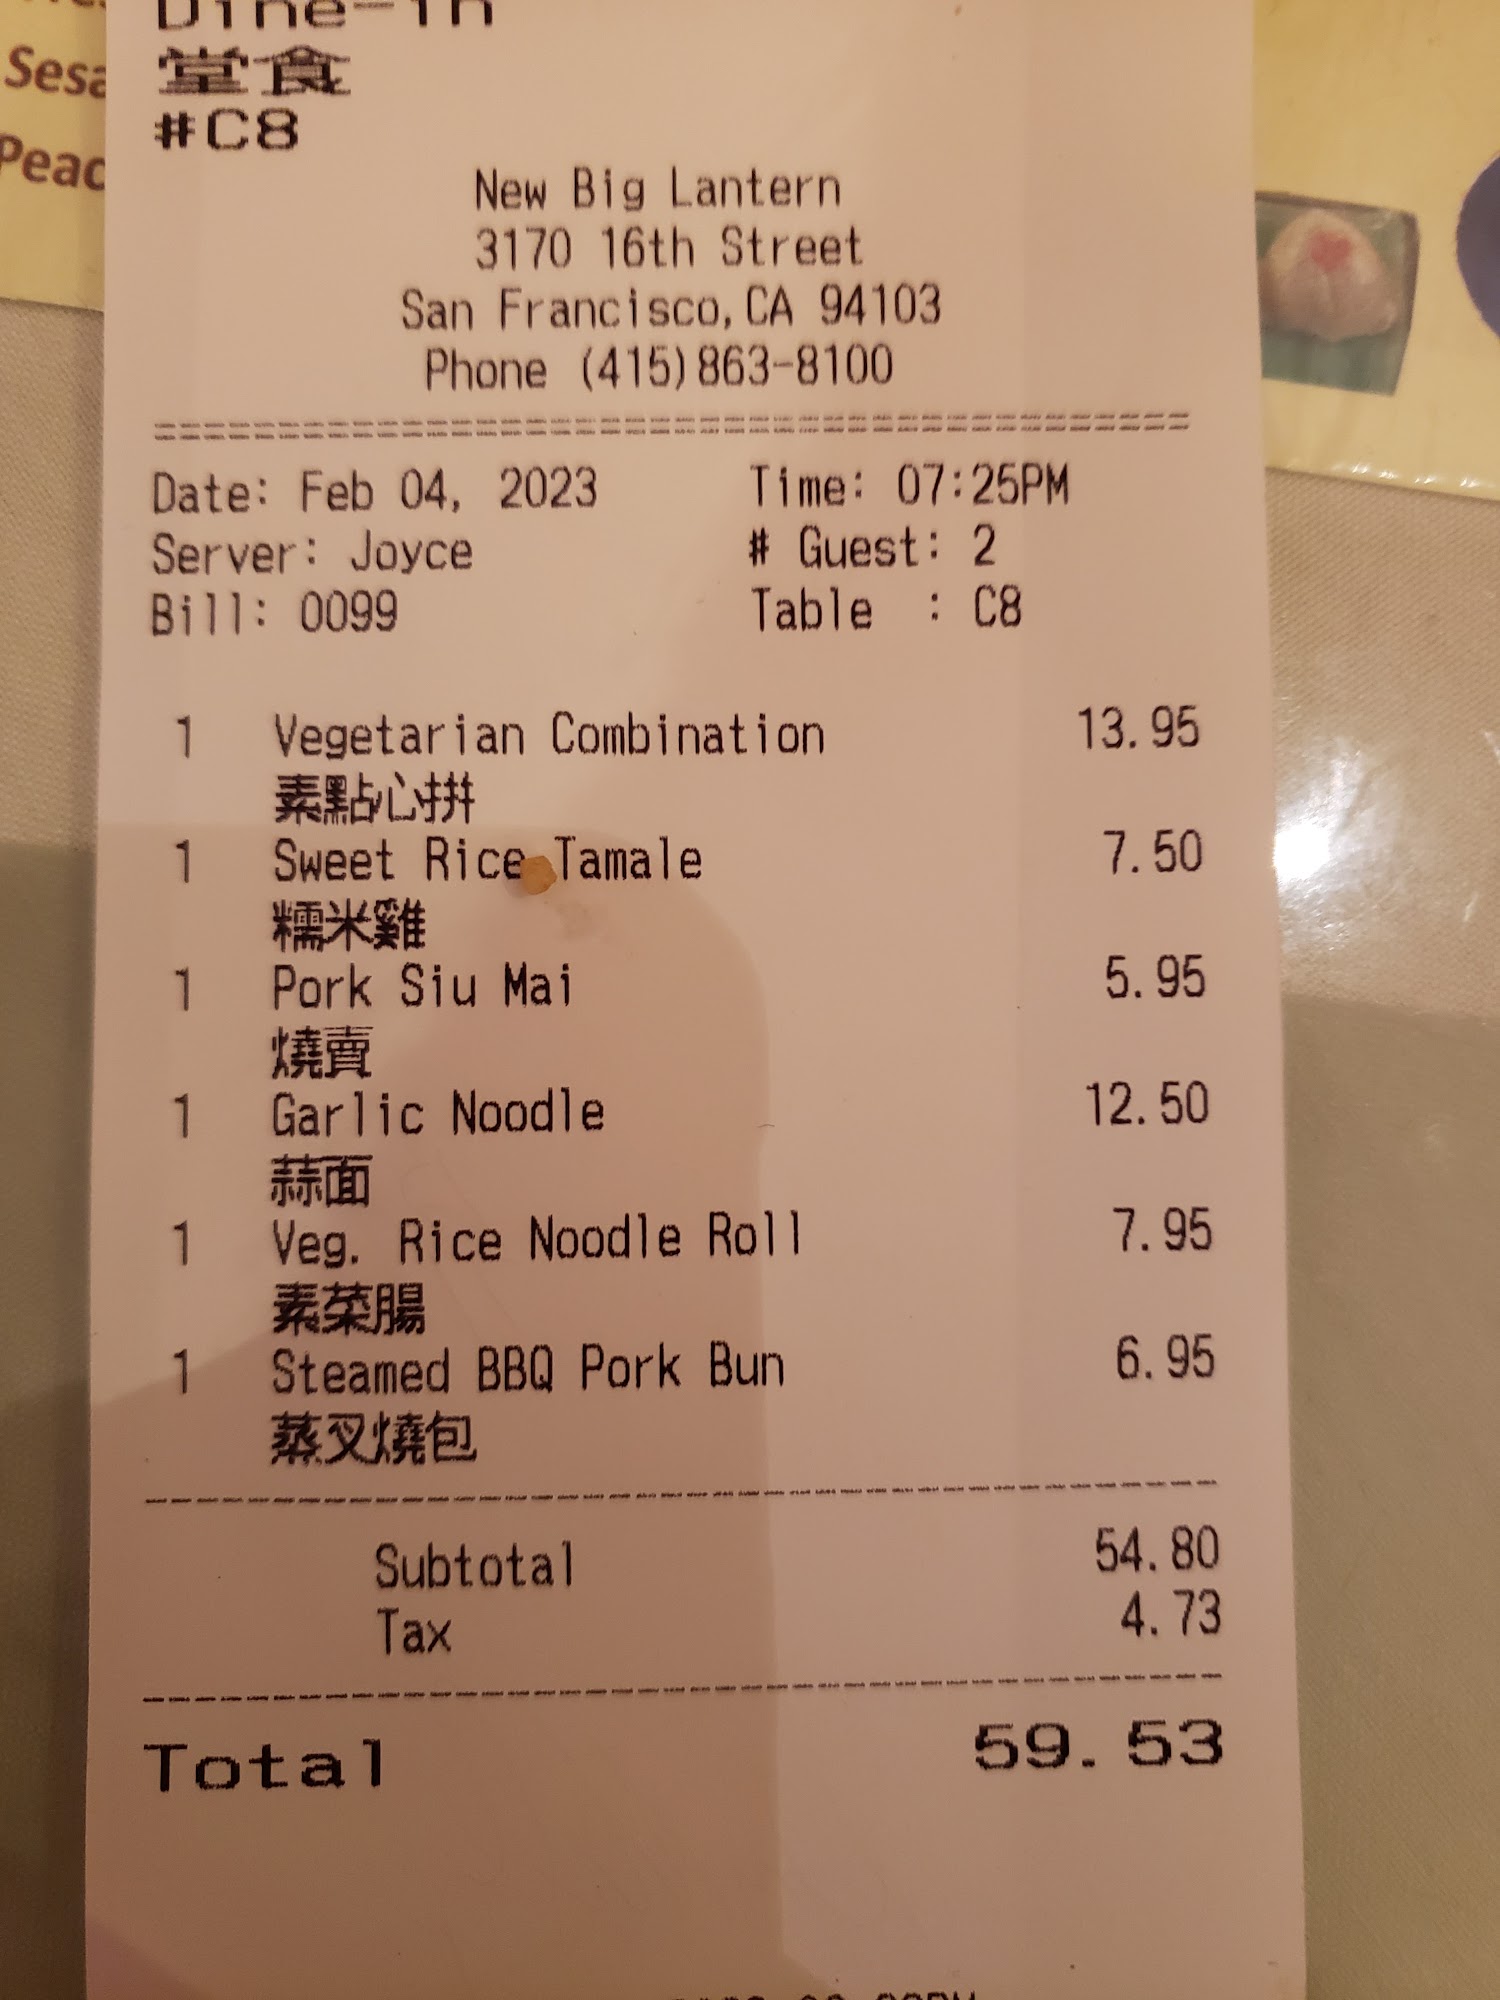 Sesa
Peac
Dine-in
堂食
#C8
New Big Lantern
3170 16th Street
San Francisco, CA 94103
Phone (415)863-8100
Date: Feb 04, 2023 Time: 07:25PM
Server: Joyce # Guest: 2
Bill: 0099 Table : C8
1 Vegetarian Combination 13.95
素點心拼
1 Sweet Rice Tamale 7.50
糯米雞
1 Pork Siu Mai 5.95
燒賣
1 Garlic Noodle 12.50
蒜面
1 Veg. Rice Noodle Roll 7.95
素菜腸
1 Steamed BBQ Pork Bun 6.95
蒸叉燒包
Subtotal 54.80
Tax 4.73
Total 59.53